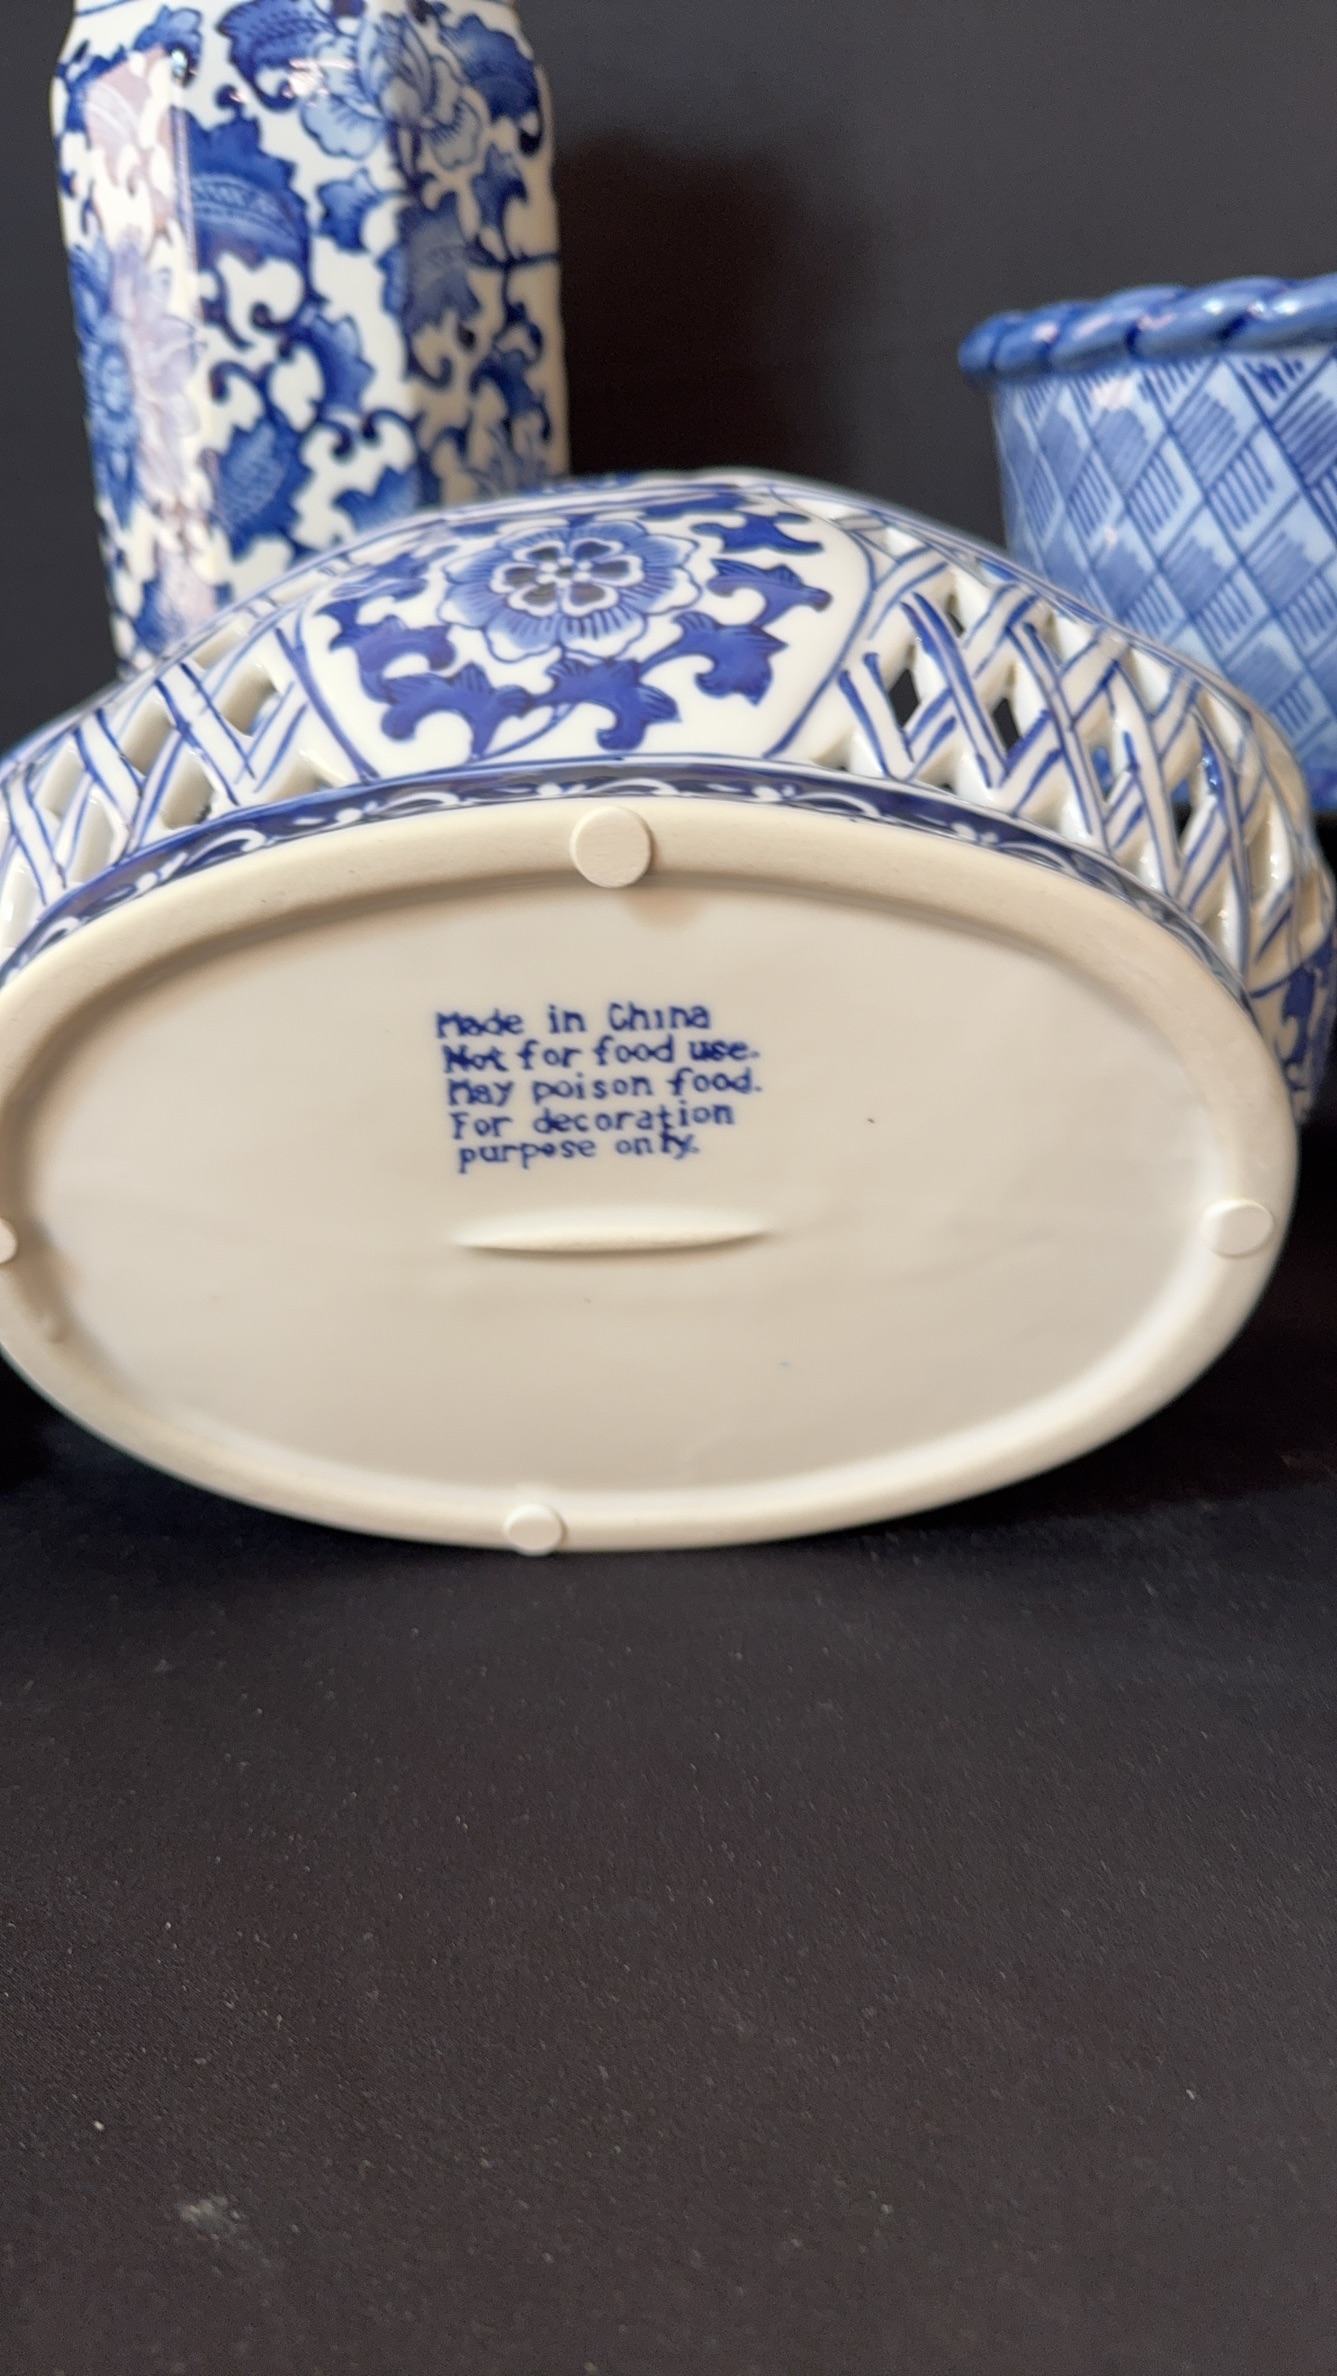 Made in China
Not for food use.
May poison food.
For decoration
purpose only.